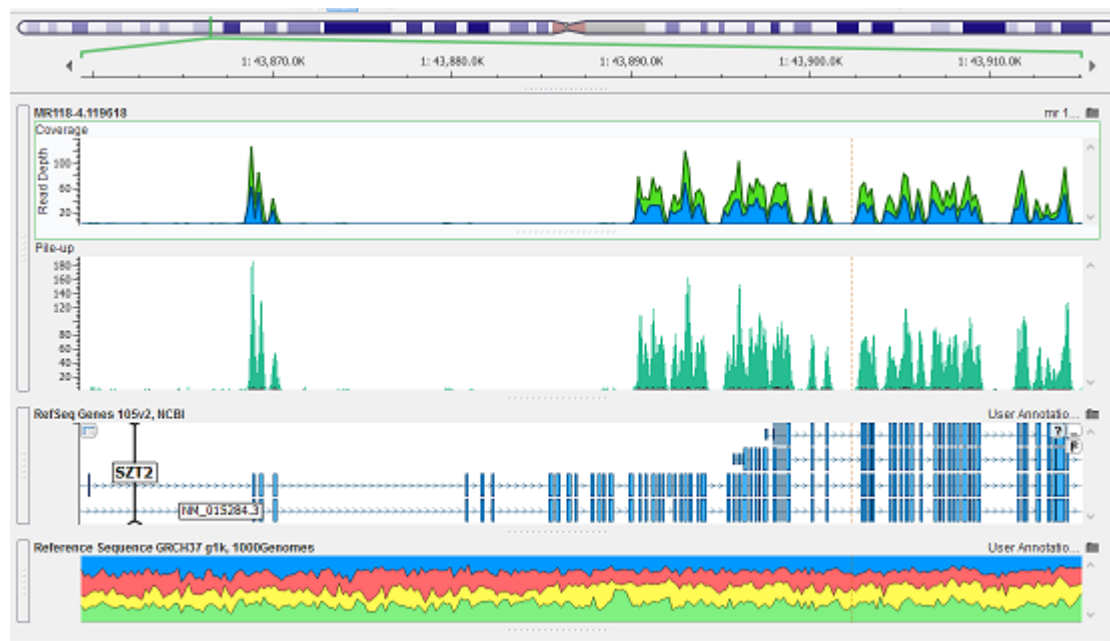 1: 43,870.0K 1: 43,880.0K 1: 43,890.0K 1: 43,900.0K 1: 43,910.0K
MR118-4.119618 mr 1...
Coverage
Read Depth
100
60
20
Pile-up
180
160
140
120
80
60
40
20
RefSeq Genes 105v2, NCBI User Annotatio...
?
SZT2
NM_015284.3
Reference Sequence GRCH37 g1k, 1000Genomes User Annotatio...